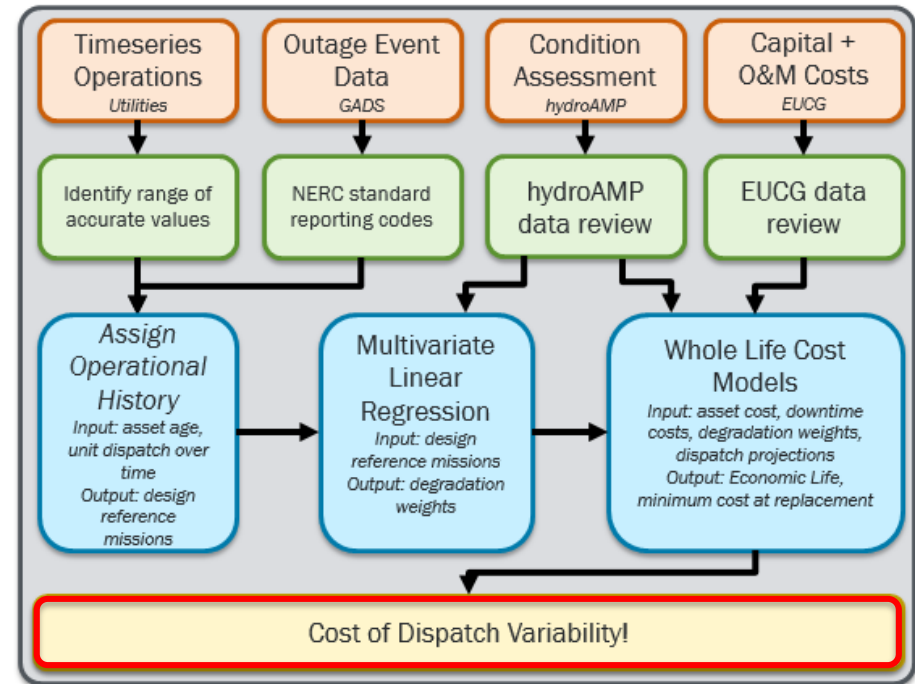 Timeseries
Operations
Utilities
Outage Event
Data
GADS
Condition
Assessment
hydroAMP
Capital +
O&M Costs
EUCG
Identify range of
accurate values
NERC standard
reporting codes
hydroAMP
data review
EUCG data
review
Assign
Operational
History
Input: asset age,
unit dispatch over
time
Output: design
reference
missions
Multivariate
Linear
Regression
Input: design
reference missions
Output: degradation
weights
Whole Life Cost
Models
Input: asset cost, downtime
costs, degradation weights,
dispatch projections
Output: Economic Life,
minimum cost at replacement
Cost of Dispatch Variability!